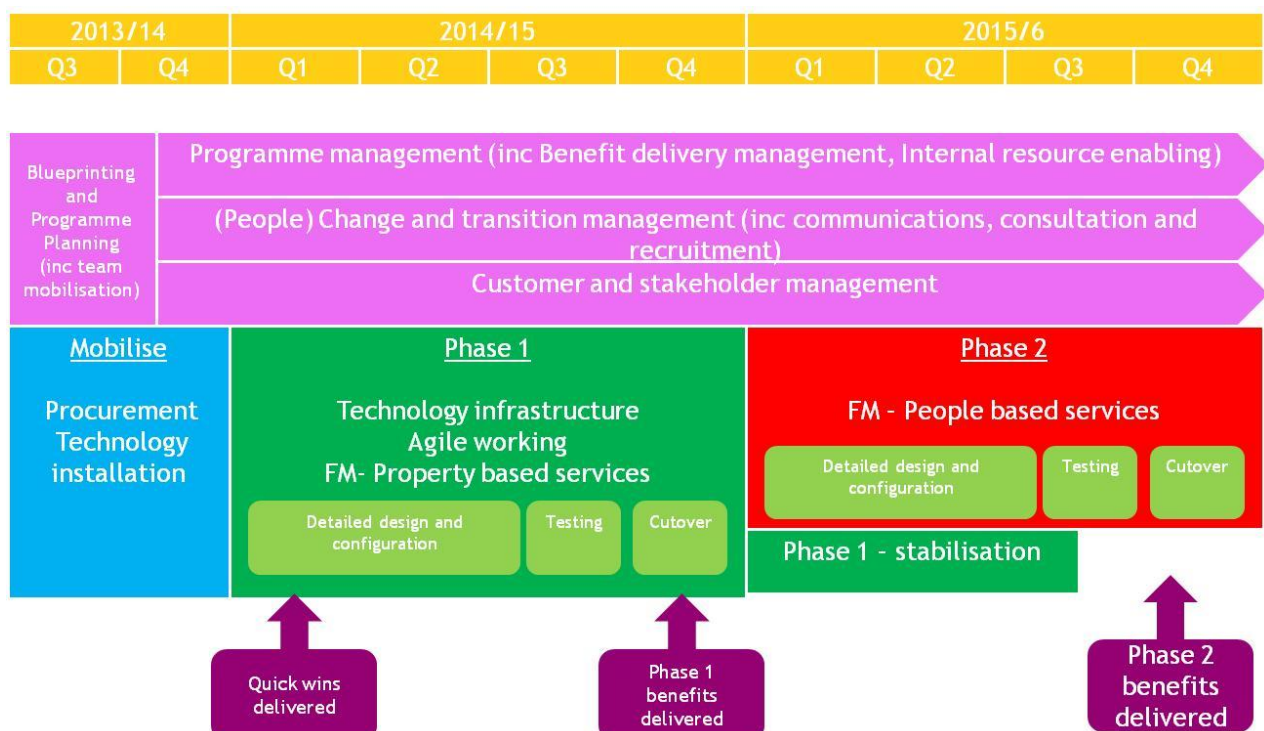 2013/14 2014/15 2015/6
Q3 Q4 Q1 Q2 Q3 Q4 Q1 Q2 Q3 Q4
Blueprinting
and
Programme
Planning
(inc team
mobilisation)
Programme management (inc Benefit delivery management, Internal resource enabling)
(People) Change and transition management (inc communications, consultation and
recruitment)
Customer and stakeholder management
Mobilise
Procurement
Technology
installation
Phase 1
Technology infrastructure
Agile working
FM- Property based services
Detailed design and
configuration
Testing
Cutover
Phase 2
FM - People based services
Detailed design and
configuration
Testing
Cutover
Phase 1 - stabilisation
Quick wins
delivered
Phase 1
benefits
delivered
Phase 2
benefits
delivered